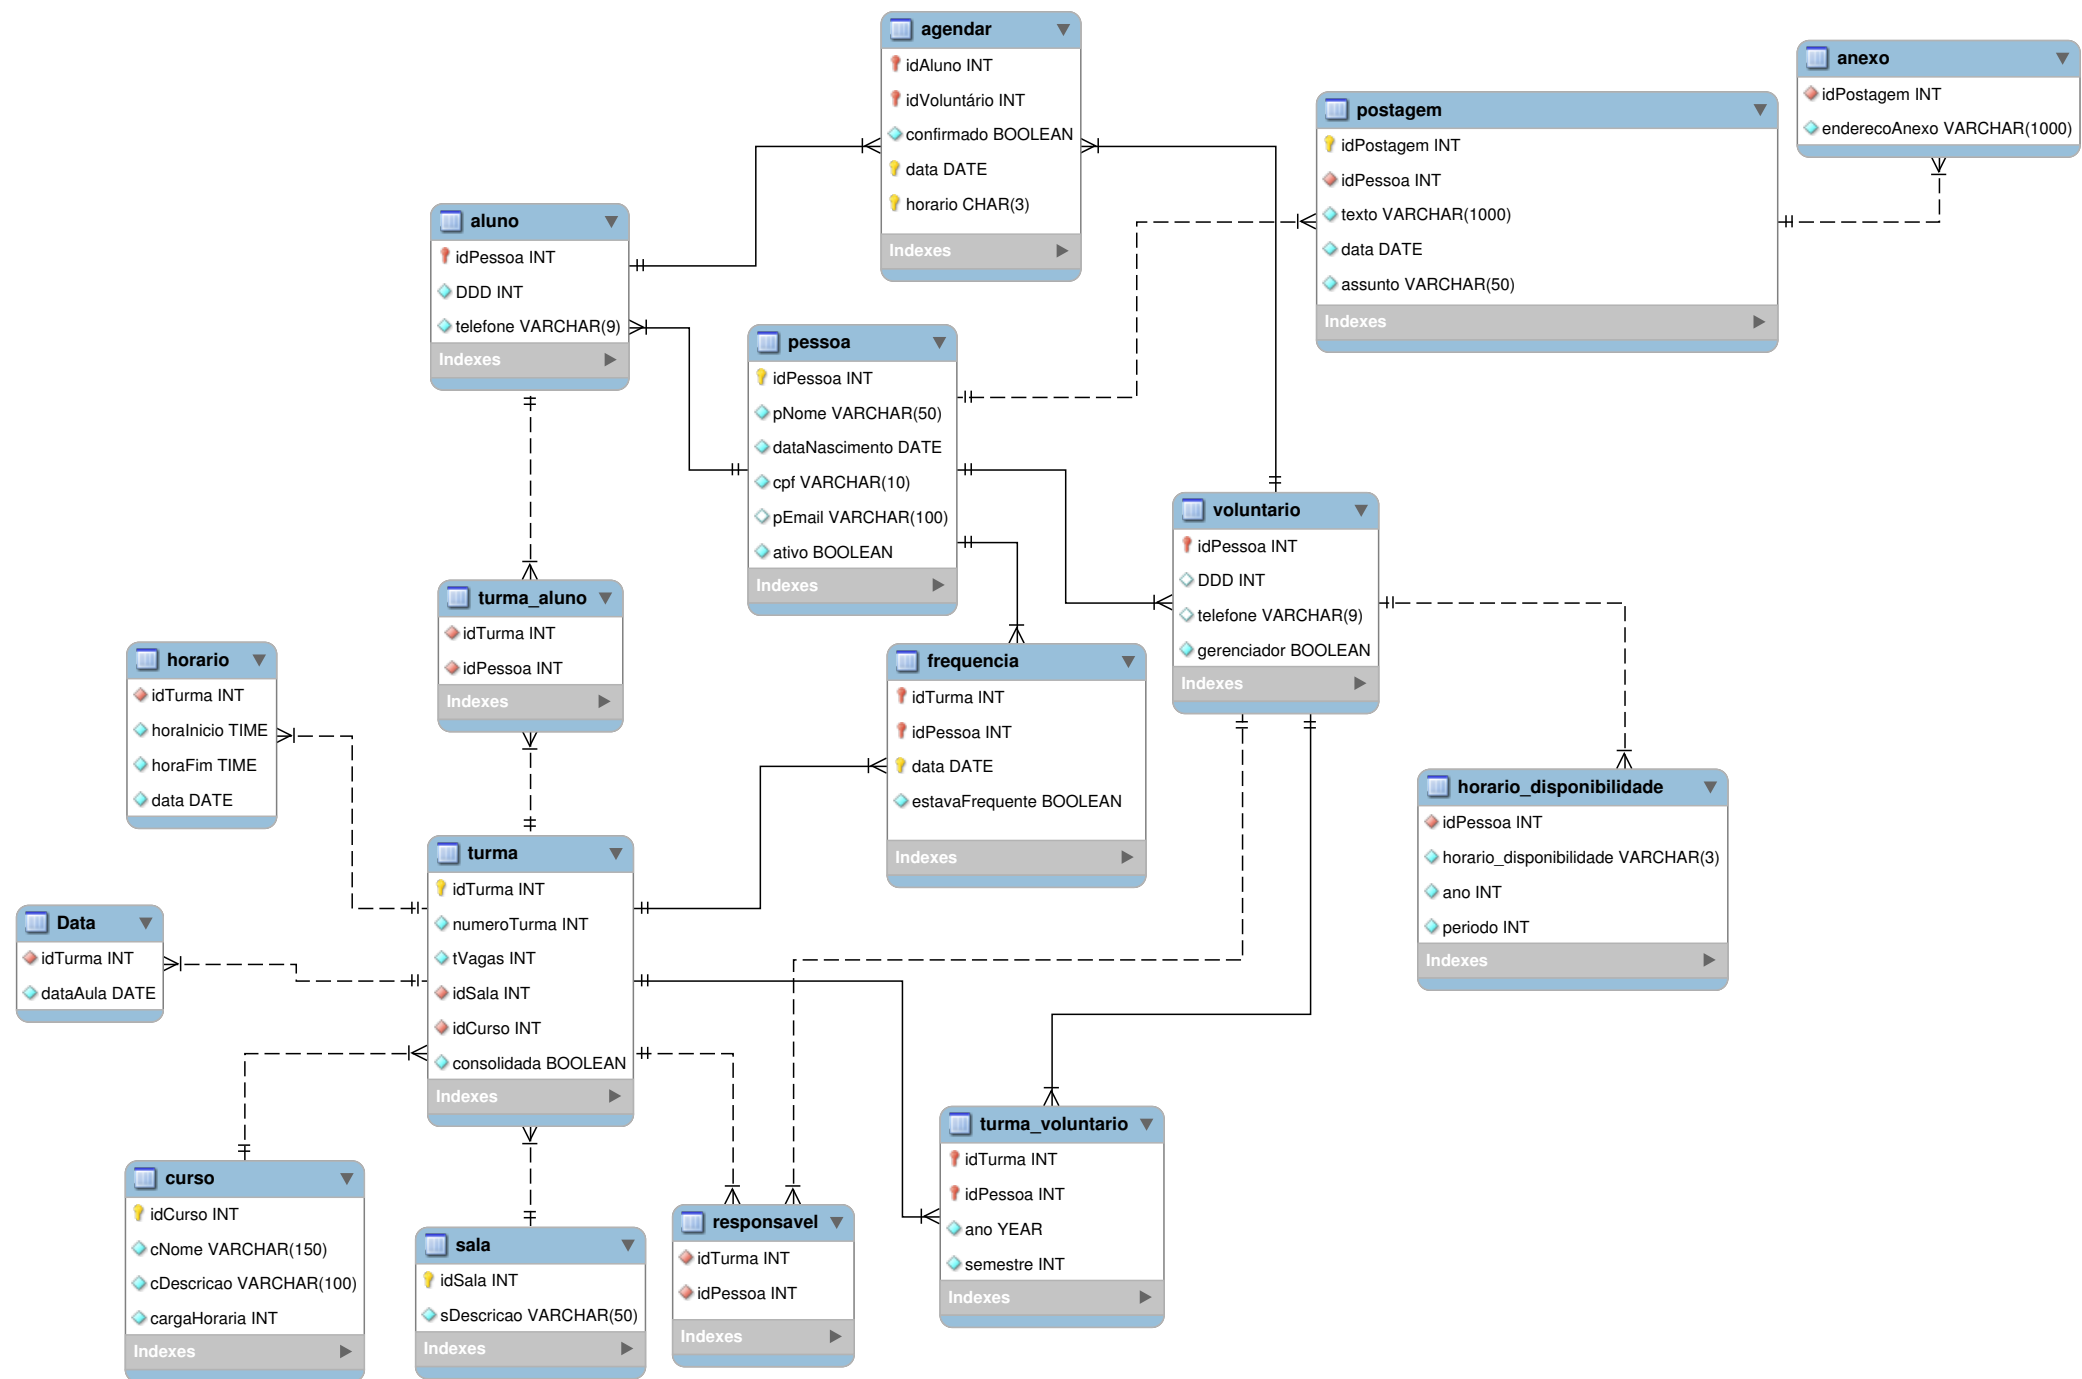 agendar
idAluno INT
idVoluntário INT
confirmado BOOLEAN
data DATE
horario CHAR(3)
Indexes
anexo
idPostagem INT
enderecoAnexo VARCHAR(1000)
postagem
idPostagem INT
idPessoa INT
texto VARCHAR(1000)
data DATE
assunto VARCHAR(50)
Indexes
aluno
idPessoa INT
DDD INT
telefone VARCHAR(9)
Indexes
pessoa
idPessoa INT
pNome VARCHAR(50)
dataNascimento DATE
cpf VARCHAR(10)
pEmail VARCHAR(100)
ativo BOOLEAN
Indexes
voluntario
idPessoa INT
DDD INT
telefone VARCHAR(9)
gerenciador BOOLEAN
Indexes
turma_aluno
idTurma INT
idPessoa INT
Indexes
horario
idTurma INT
horaInicio TIME
horaFim TIME
data DATE
frequencia
idTurma INT
idPessoa INT
data DATE
estavaFrequente BOOLEAN
Indexes
horario_disponibilidade
idPessoa INT
horario_disponibilidade VARCHAR(3)
ano INT
periodo INT
Indexes
turma
idTurma INT
numeroTurma INT
tVagas INT
idSala INT
idCurso INT
consolidada BOOLEAN
Indexes
Data
idTurma INT
dataAula DATE
turma_voluntario
idTurma INT
idPessoa INT
ano YEAR
semestre INT
Indexes
curso
idCurso INT
cNome VARCHAR(150)
cDescricao VARCHAR(100)
cargaHoraria INT
Indexes
sala
idSala INT
sDescricao VARCHAR(50)
Indexes
responsavel
idTurma INT
idPessoa INT
Indexes